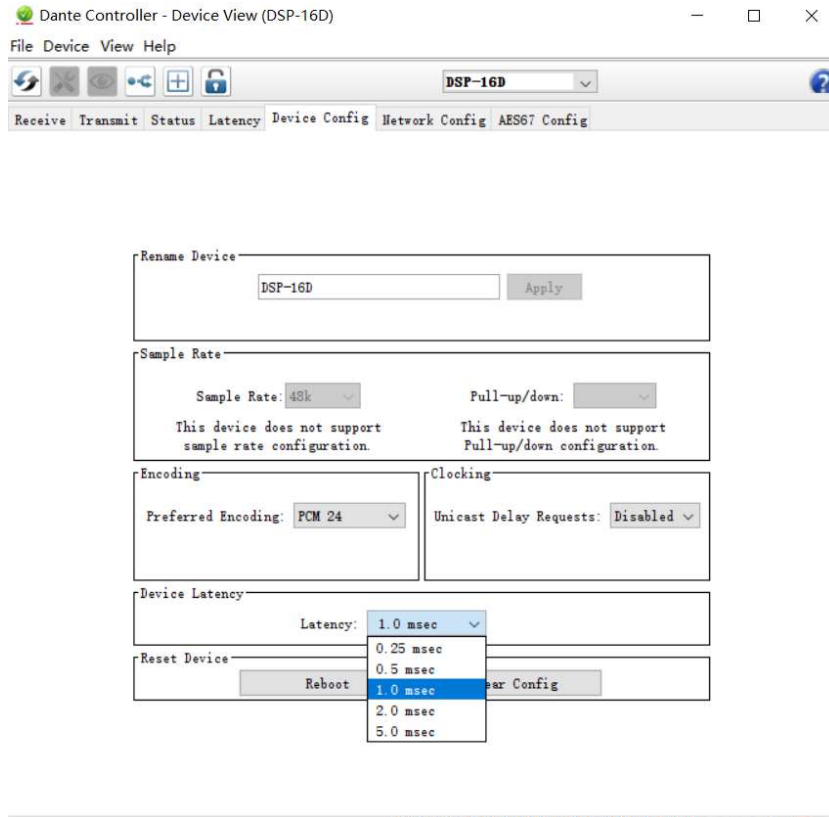 Dante Controller - Device View (DSP-16D)
File Device View Help
DSP-16D
Receive Transmit Status Latency Device Config Network Config AES67 Config
Rename Device
DSP-16D Apply
Sample Rate
Sample Rate: 48k Pull-up/down:
This device does not support This device does not support
sample rate configuration. Pull-up/down configuration.
Encoding Clocking
Preferred Encoding: PCM 24 Unicast Delay Requests: Disabled
Device Latency
Latency: 1.0 msec
0.25 msec
Reset Device
0.5 msec
Reboot 1.0 msec ear Config
2.0 msec
5.0 msec